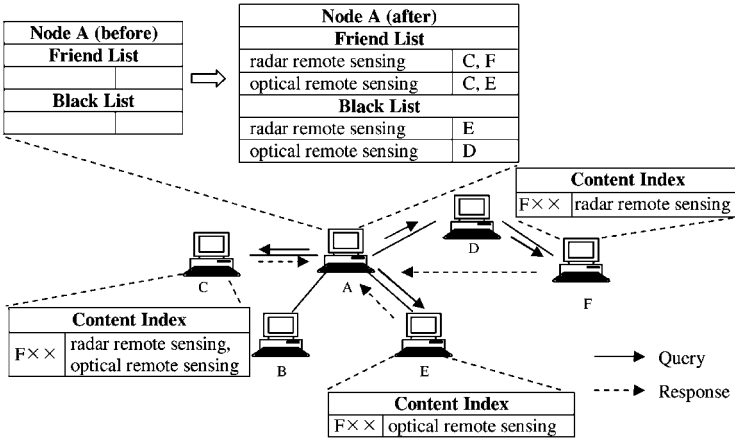 Node A (before)
Friend List
Black List
Node A (after)
Friend List
radar remote sensing C, F
optical remote sensing C, E
Black List
radar remote sensing E
optical remote sensing D
Content Index
F×× radar remote sensing
D
F
C
A
B
E
Content Index
F×× radar remote sensing,
optical remote sensing
Content Index
F×× optical remote sensing
Query
Response